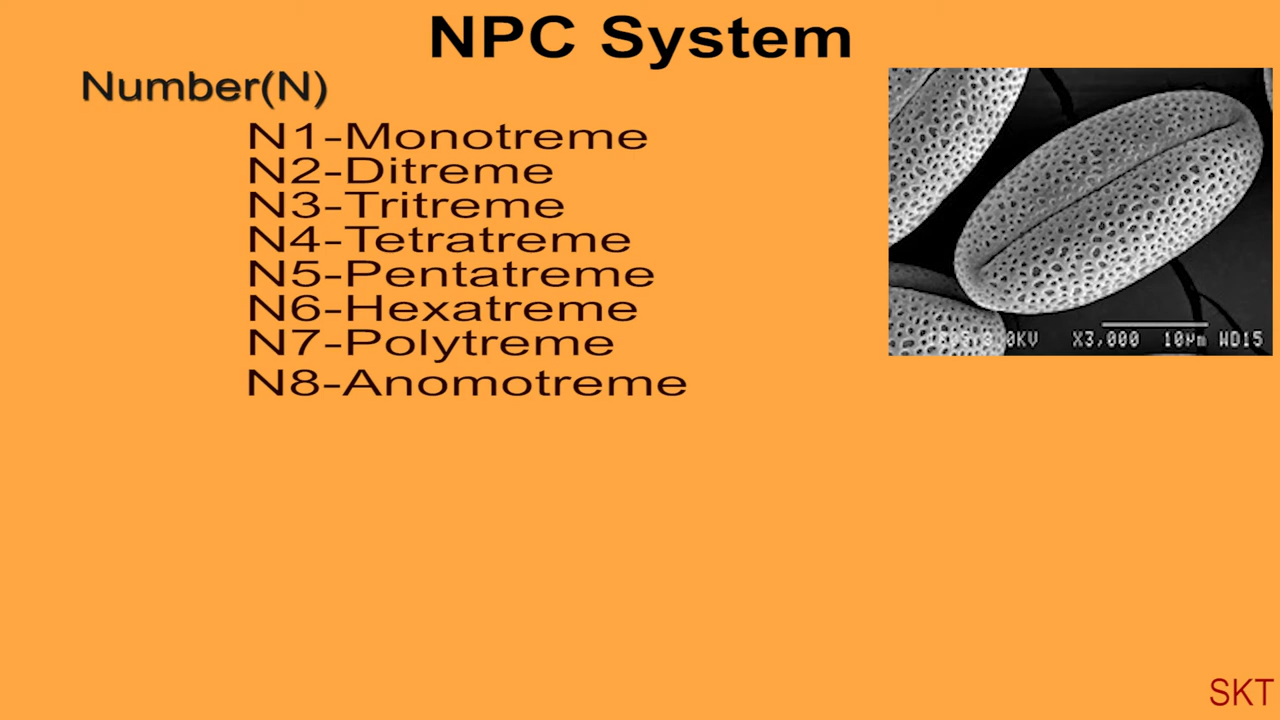 NPC System
Number(N)
N1-Monotreme
N2-Ditreme
N3-Tritreme
N4-Tetratreme
N5-Pentatreme
N6-Hexatreme
N7-Polytreme
N8-Anomotreme
X3,000 10µm WD15
SKT